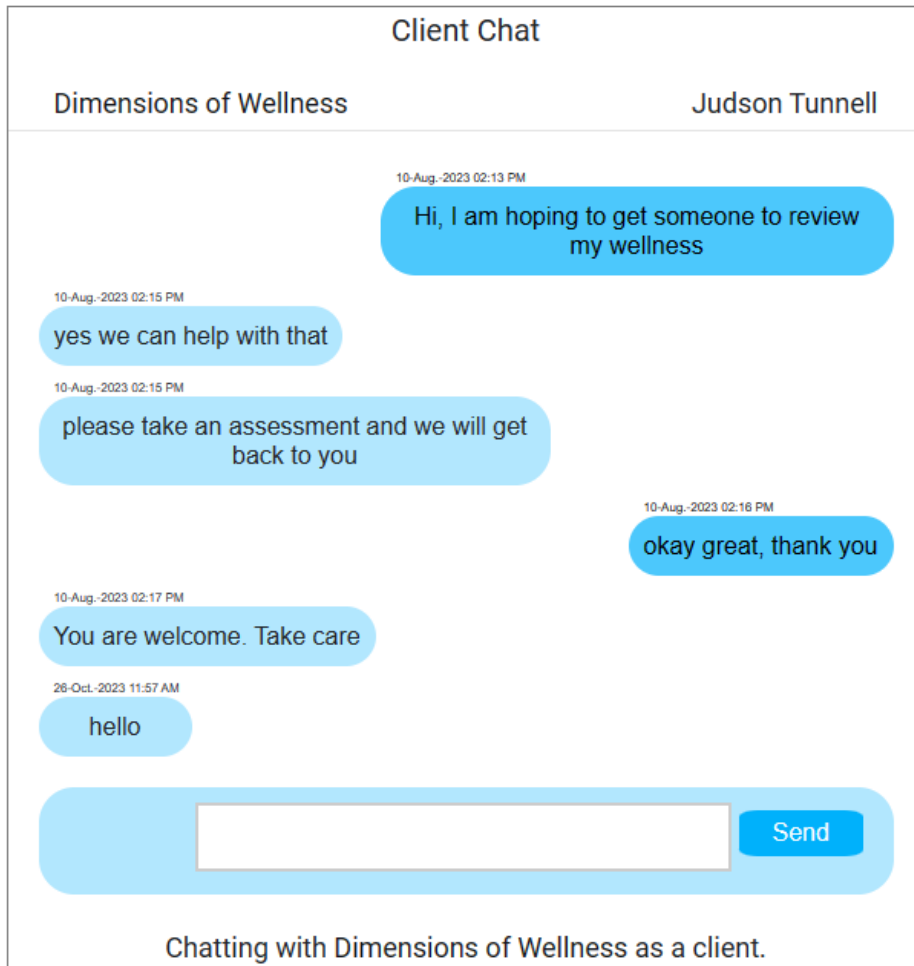 Client Chat
Dimensions of Wellness
Judson Tunnell
10-Aug.-2023 02:13 PM
Hi, I am hoping to get someone to review
my wellness
10-Aug.-2023 02:15 PM
yes we can help with that
10-Aug.-2023 02:15 PM
please take an assessment and we will get
back to you
10-Aug.-2023 02:16 PM
okay great, thank you
10-Aug.-2023 02:17 PM
You are welcome. Take care
26-Oct.-2023 11:57 AM
hello
Send
Chatting with Dimensions of Wellness as a client.